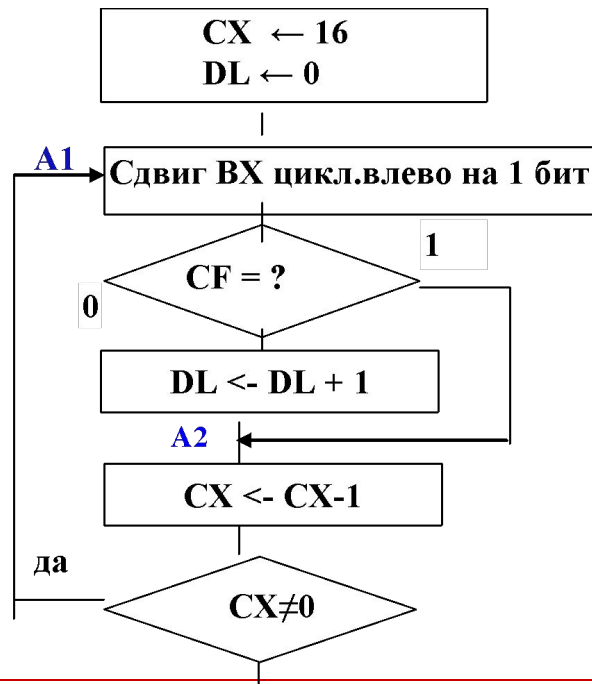 CX ← 16
DL ← 0
A1
Сдвиг BX цикл.влево на 1 бит
1
CF = ?
0
DL <- DL + 1
A2
CX <- CX-1
да
CX≠0